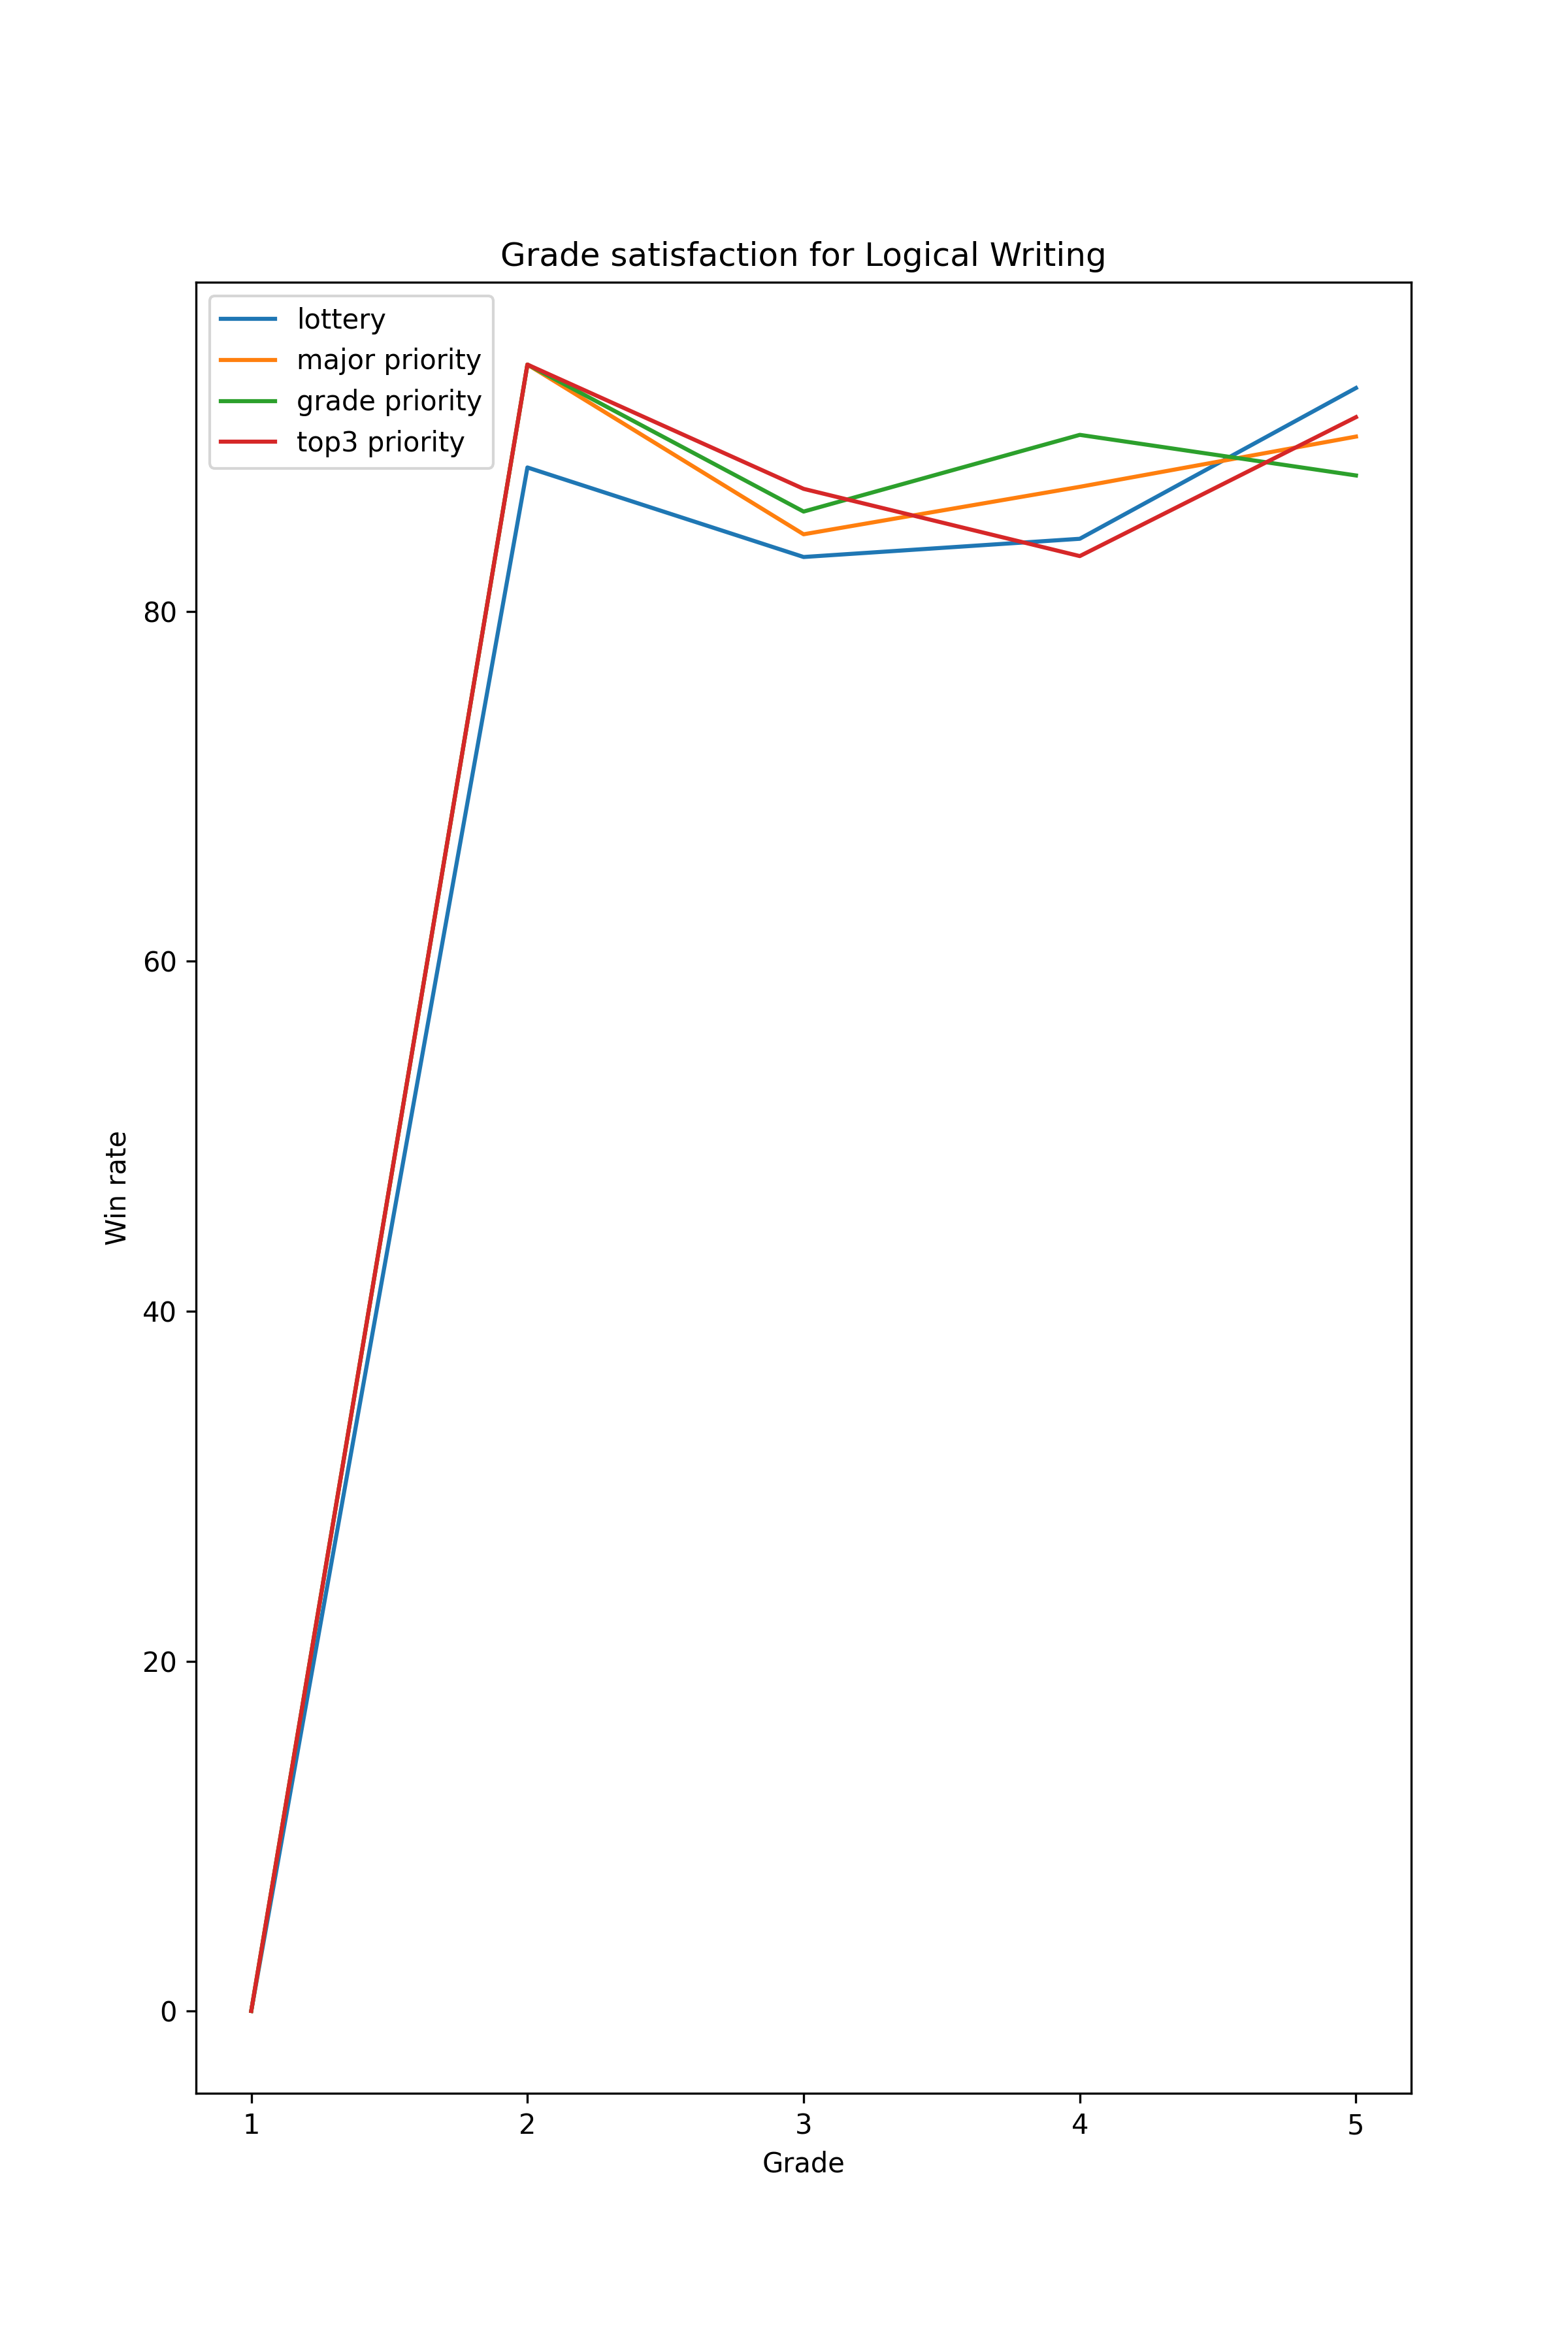 Grade satisfaction for Logical Writing
lottery
major priority
grade priority
top3 priority
80
60
40
20
0
Win rate
1 2 3 4 5
Grade